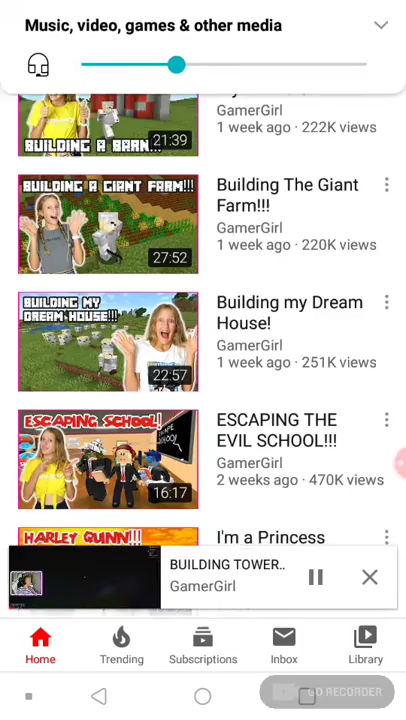 Music, video, games & other media
GamerGirl
1 week ago · 222K views
21:39
BUILDING A BARN!!!
BUILDING A GIANT FARM!!!
27:52
Building The Giant
Farm!!!
GamerGirl
1 week ago · 220K views
BUILDING MY
DREAM HOUSE!!!
22:57
Building my Dream
House!
GamerGirl
1 week ago · 251K views
ESCAPING SCHOOL!
16:17
ESCAPING THE
EVIL SCHOOL!!!
GamerGirl
2 weeks ago · 470K views
HARLEY QUINN!!!
I'm a Princess
BUILDING TOWER..
GamerGirl
Home
Trending
Subscriptions
Inbox
Library
GO RECORDER